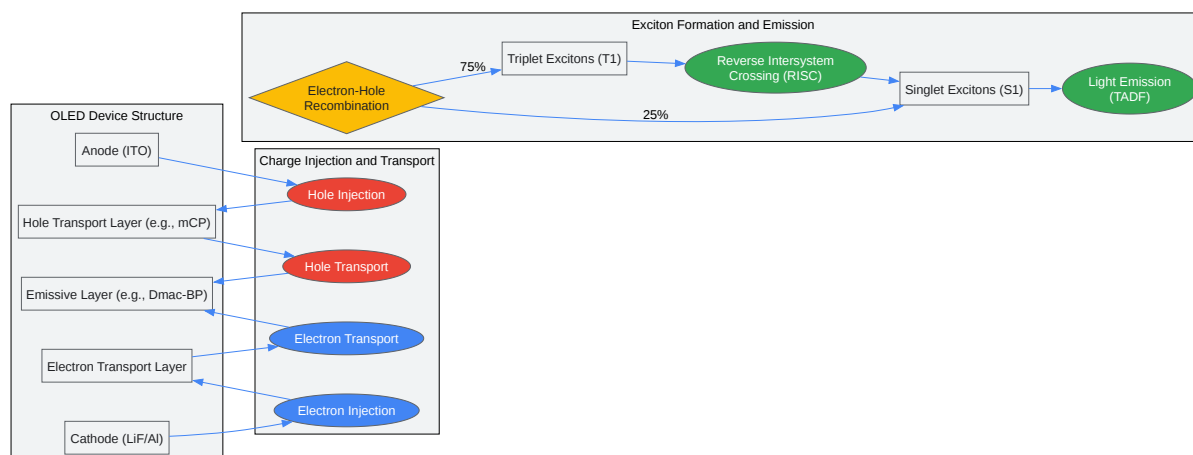 Exciton Formation and Emission
Triplet Excitons (T1)
Reverse Intersystem
Crossing (RISC)
75%
Electron-Hole
Recombination
Singlet Excitons (S1)
Light Emission
(TADF)
25%
OLED Device Structure
Anode (ITO)
Hole Transport Layer (e.g., mCP)
Emissive Layer (e.g., Dmac-BP)
Electron Transport Layer
Cathode (LiF/Al)
Charge Injection and Transport
Hole Injection
Hole Transport
Electron Transport
Electron Injection